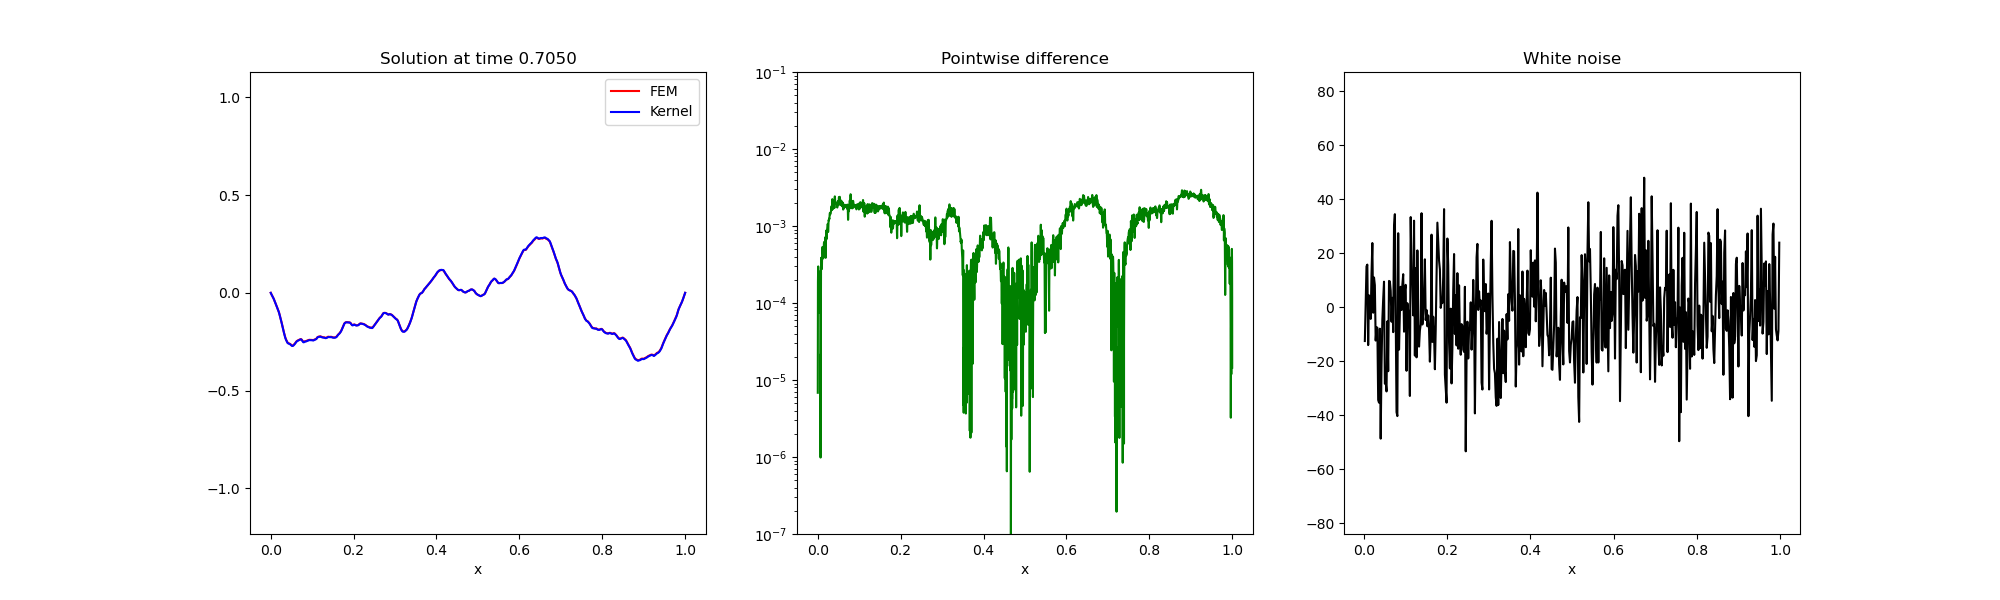 Solution at time 0.7050
FEM
Kernel
1.0
0.5
0.0
−0.5
−1.0
0.0 0.2 0.4 0.6 0.8 1.0
x
Pointwise difference
10⁻¹
10⁻²
10⁻³
10⁻⁴
10⁻⁵
10⁻⁶
10⁻⁷
0.0 0.2 0.4 0.6 0.8 1.0
x
White noise
80
60
40
20
0
−20
−40
−60
−80
0.0 0.2 0.4 0.6 0.8 1.0
x